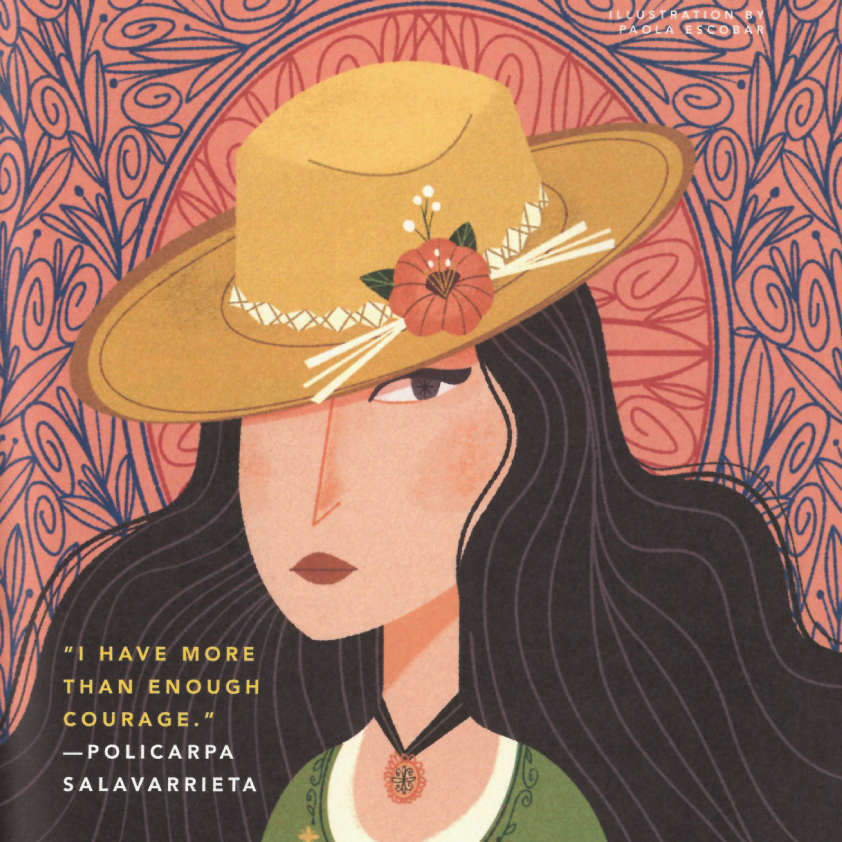 ILLUSTRATION BY
PAOLA ESCOBAR
"I HAVE MORE
THAN ENOUGH
COURAGE."
—POLICARPA
SALAVARRIETA